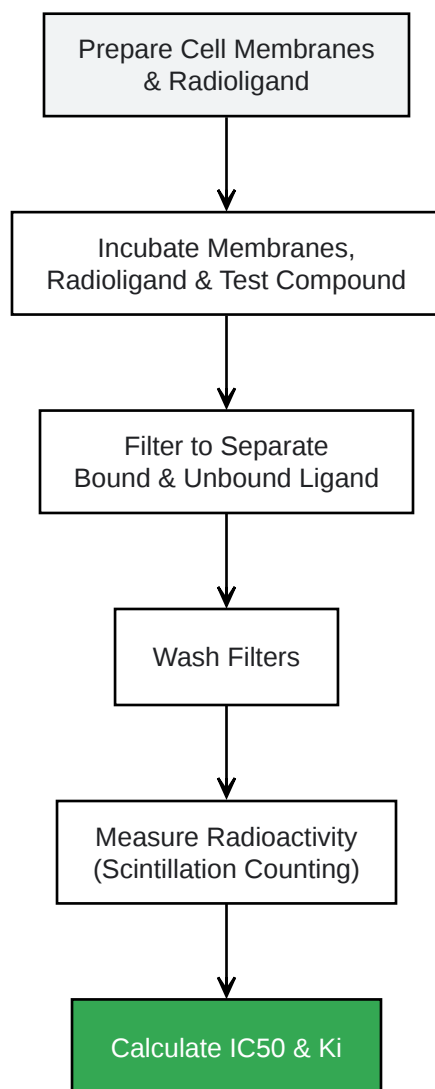 Prepare Cell Membranes
& Radioligand
Incubate Membranes,
Radioligand & Test Compound
Filter to Separate
Bound & Unbound Ligand
Wash Filters
Measure Radioactivity
(Scintillation Counting)
Calculate IC50 & Ki